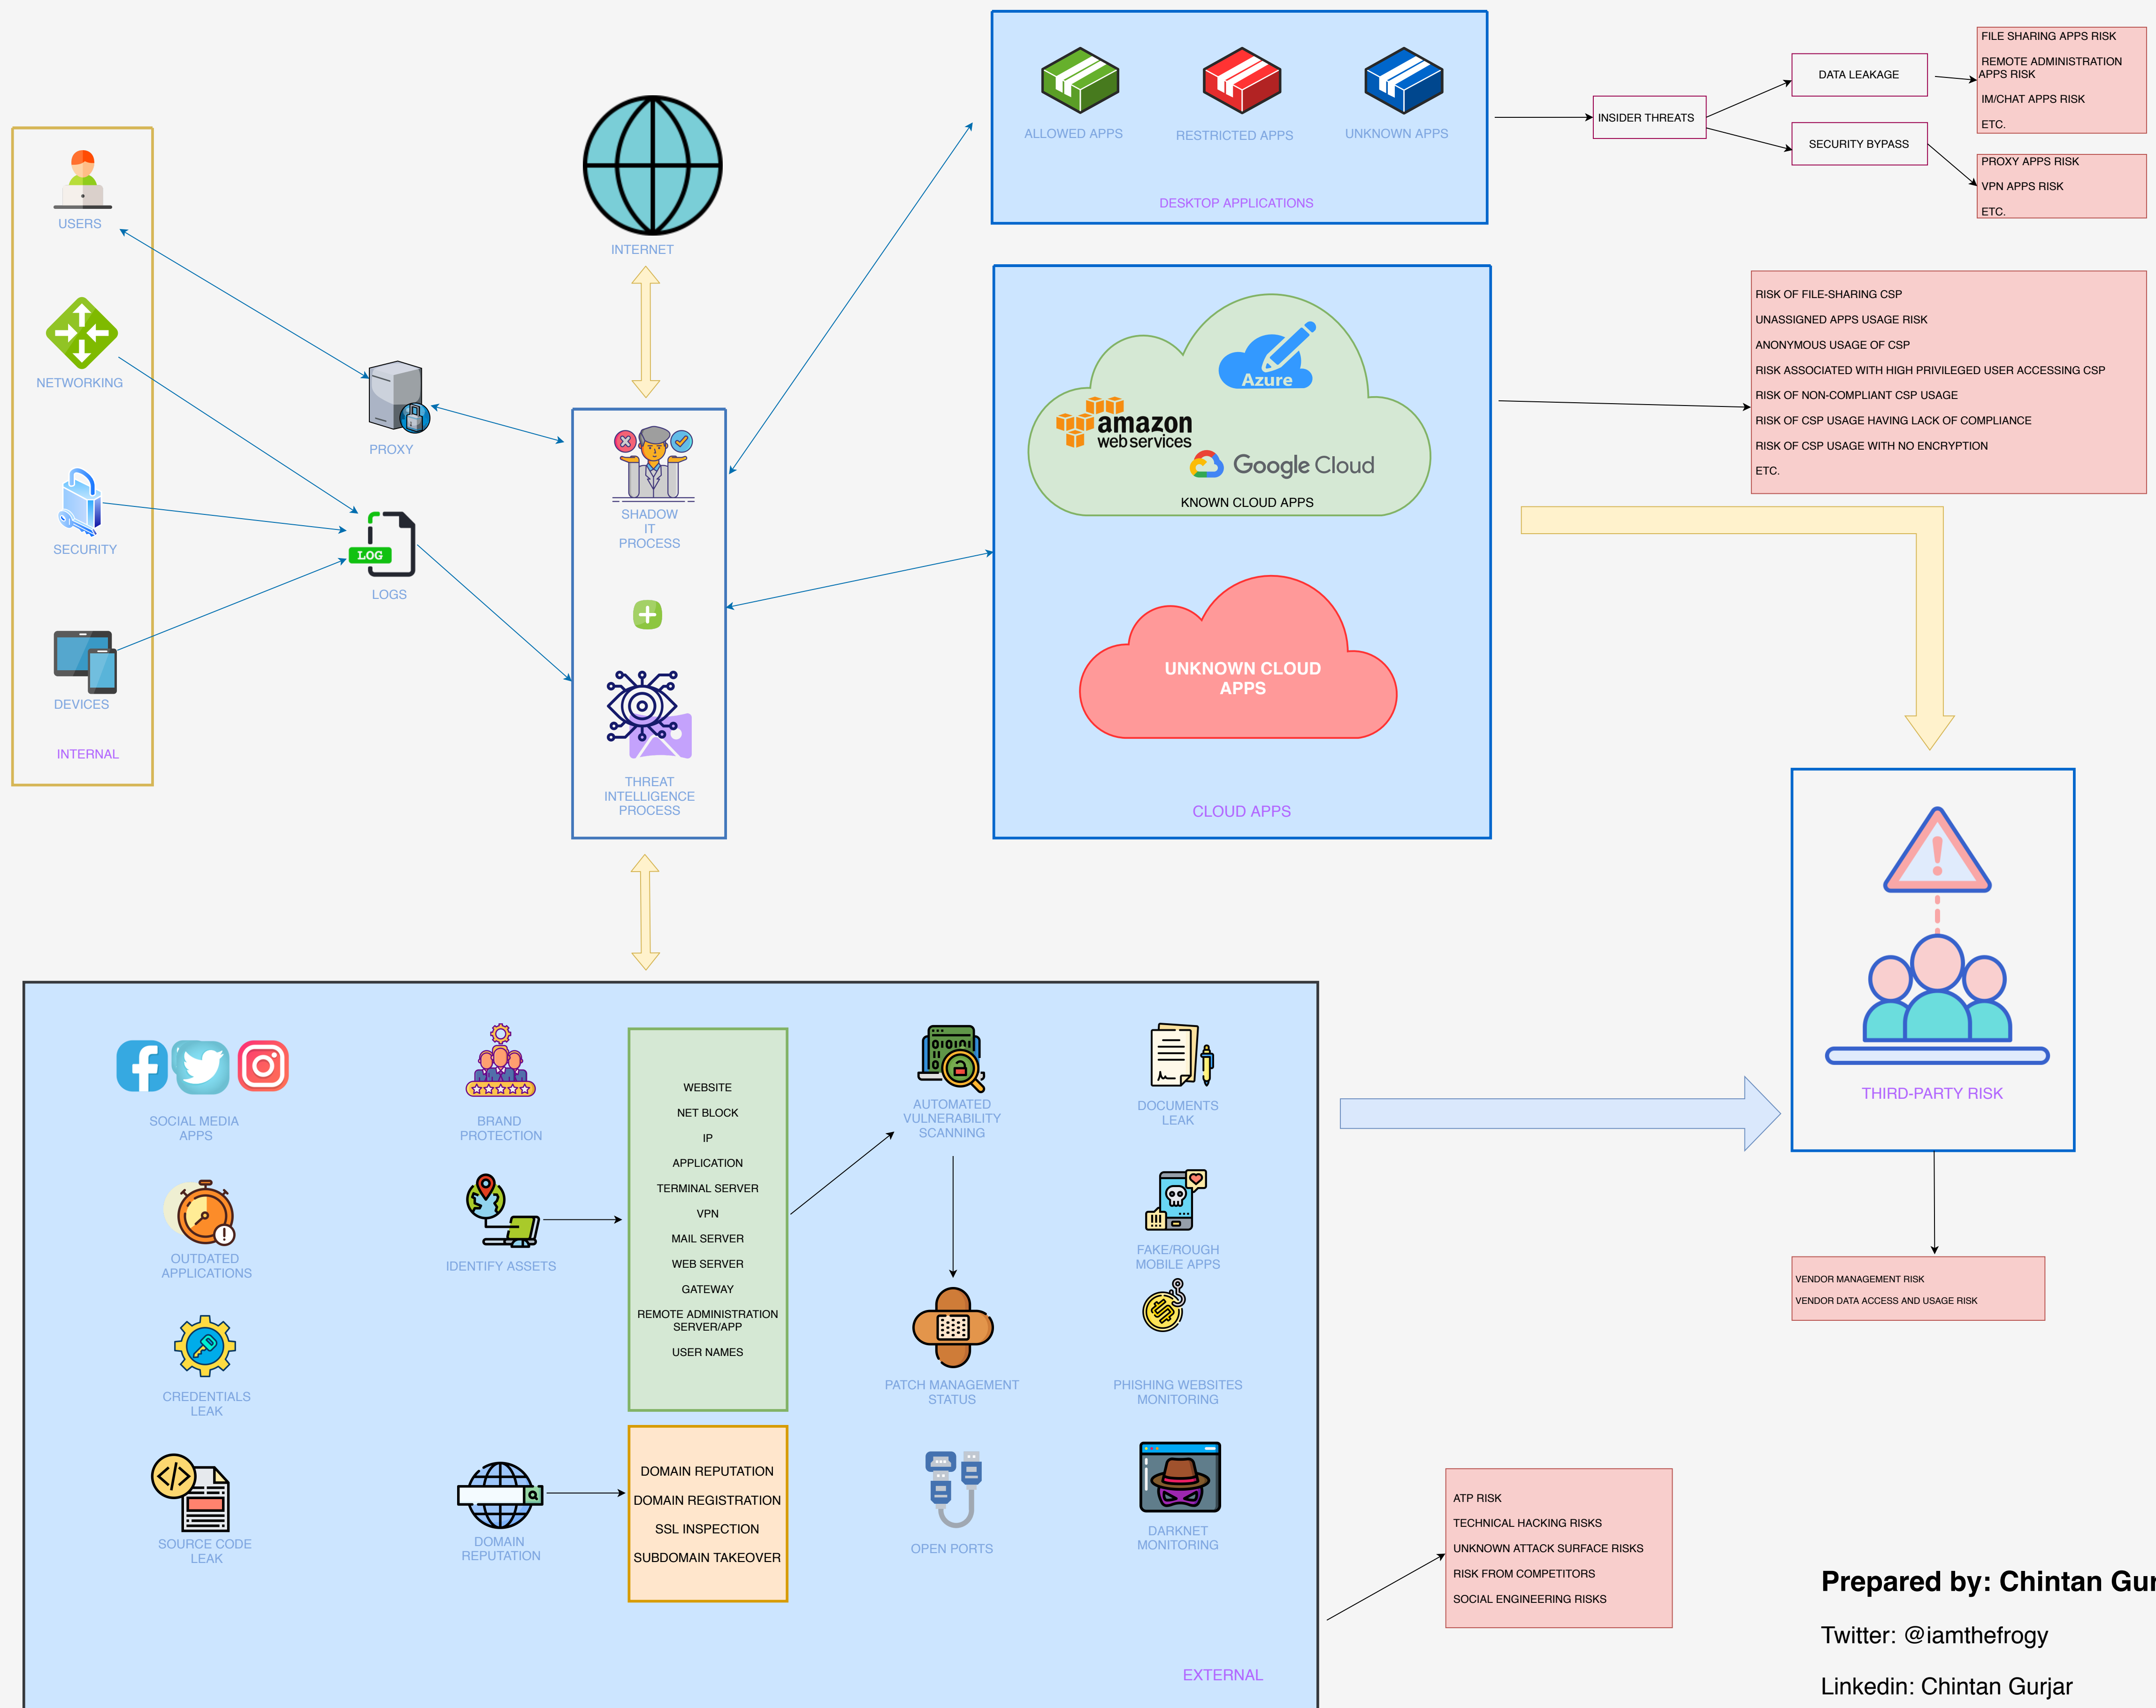 ALLOWED APPS
RESTRICTED APPS
UNKNOWN APPS
DESKTOP APPLICATIONS
INSIDER THREATS
DATA LEAKAGE
SECURITY BYPASS
FILE SHARING APPS RISK
REMOTE ADMINISTRATION
APPS RISK
IM/CHAT APPS RISK
ETC.
PROXY APPS RISK
VPN APPS RISK
ETC.
USERS
NETWORKING
SECURITY
DEVICES
INTERNAL
INTERNET
PROXY
LOG
LOGS
SHADOW
IT
PROCESS
THREAT
INTELLIGENCE
PROCESS
Azure
amazon
web services
Google Cloud
KNOWN CLOUD APPS
UNKNOWN CLOUD
APPS
CLOUD APPS
RISK OF FILE-SHARING CSP
UNASSIGNED APPS USAGE RISK
ANONYMOUS USAGE OF CSP
RISK ASSOCIATED WITH HIGH PRIVILEGED USER ACCESSING CSP
RISK OF NON-COMPLIANT CSP USAGE
RISK OF CSP USAGE HAVING LACK OF COMPLIANCE
RISK OF CSP USAGE WITH NO ENCRYPTION
ETC.
THIRD-PARTY RISK
VENDOR MANAGEMENT RISK
VENDOR DATA ACCESS AND USAGE RISK
SOCIAL MEDIA
APPS
OUTDATED
APPLICATIONS
CREDENTIALS
LEAK
SOURCE CODE
LEAK
BRAND
PROTECTION
IDENTIFY ASSETS
DOMAIN
REPUTATION
WEBSITE
NET BLOCK
IP
APPLICATION
TERMINAL SERVER
VPN
MAIL SERVER
WEB SERVER
GATEWAY
REMOTE ADMINISTRATION
SERVER/APP
USER NAMES
DOMAIN REPUTATION
DOMAIN REGISTRATION
SSL INSPECTION
SUBDOMAIN TAKEOVER
AUTOMATED
VULNERABILITY
SCANNING
PATCH MANAGEMENT
STATUS
OPEN PORTS
DOCUMENTS
LEAK
FAKE/ROUGH
MOBILE APPS
PHISHING WEBSITES
MONITORING
DARKNET
MONITORING
EXTERNAL
ATP RISK
TECHNICAL HACKING RISKS
UNKNOWN ATTACK SURFACE RISKS
RISK FROM COMPETITORS
SOCIAL ENGINEERING RISKS
Prepared by: Chintan Gur
Twitter: @iamthefrogy
Linkedin: Chintan Gurjar